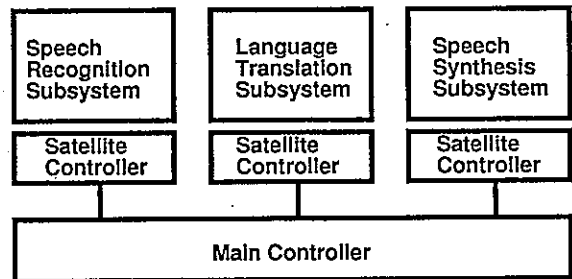 Speech
Recognition
Subsystem
Language
Translation
Subsystem
Speech
Synthesis
Subsystem
Satellite
Controller
Satellite
Controller
Satellite
Controller
Main Controller